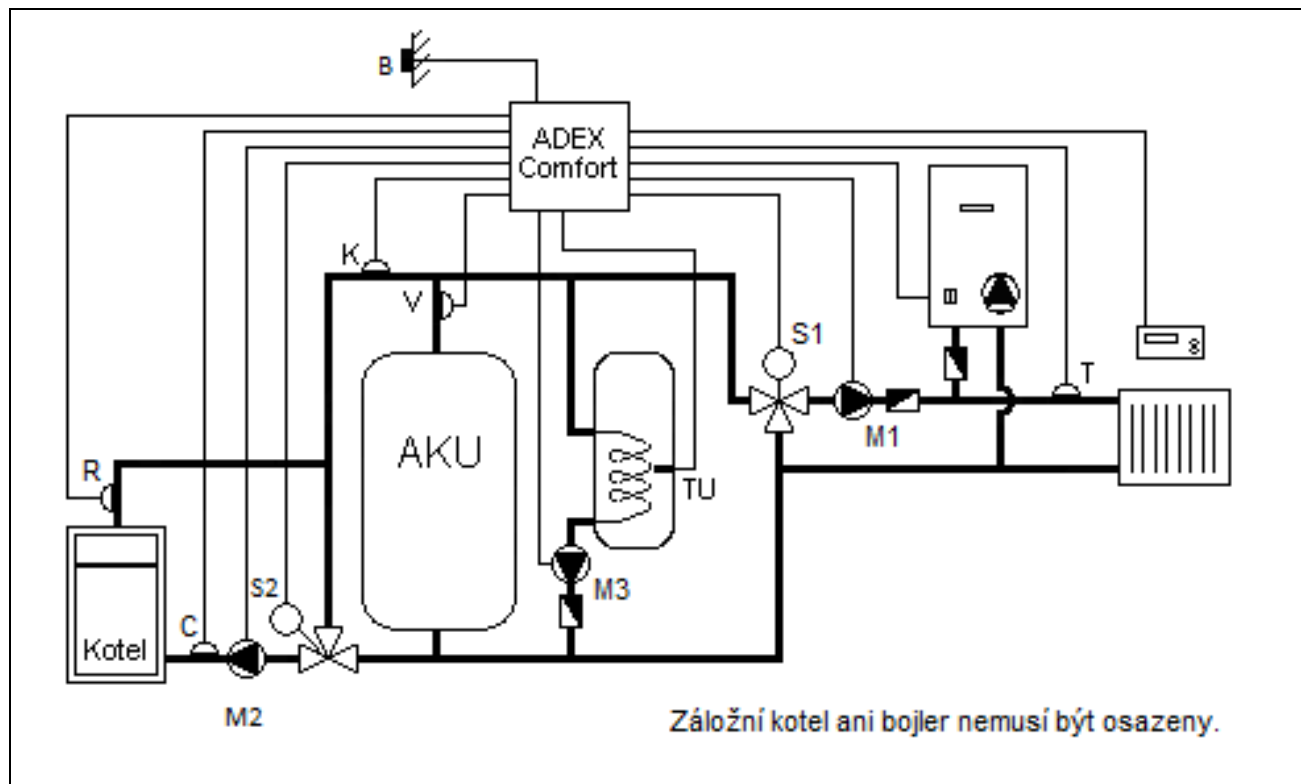 B
ADEX
Comfort
K
V
S1
T
M1
AKU
R
TU
S2
M3
C
Kotel
M2
Záložní kotel ani bojler nemusí být osazeny.